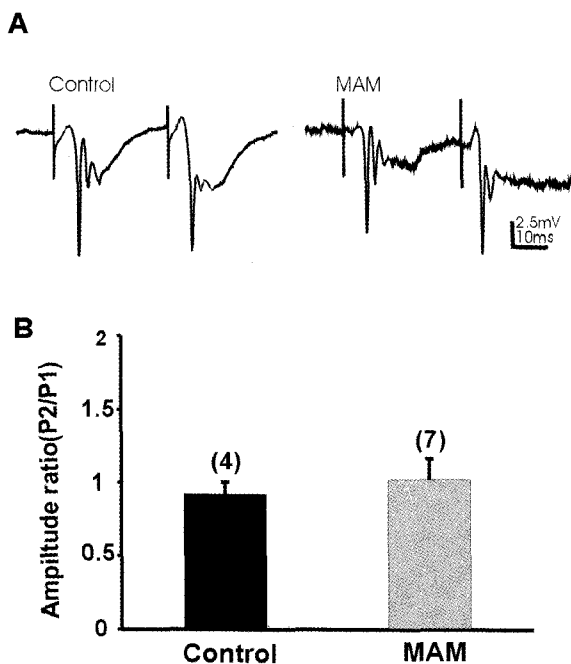 A
Control
MAM
2.5mV
10ms
B
Ampiltude ratio(P2/P1)
2
1.5
1
0.5
0
(4)
(7)
Control
MAM